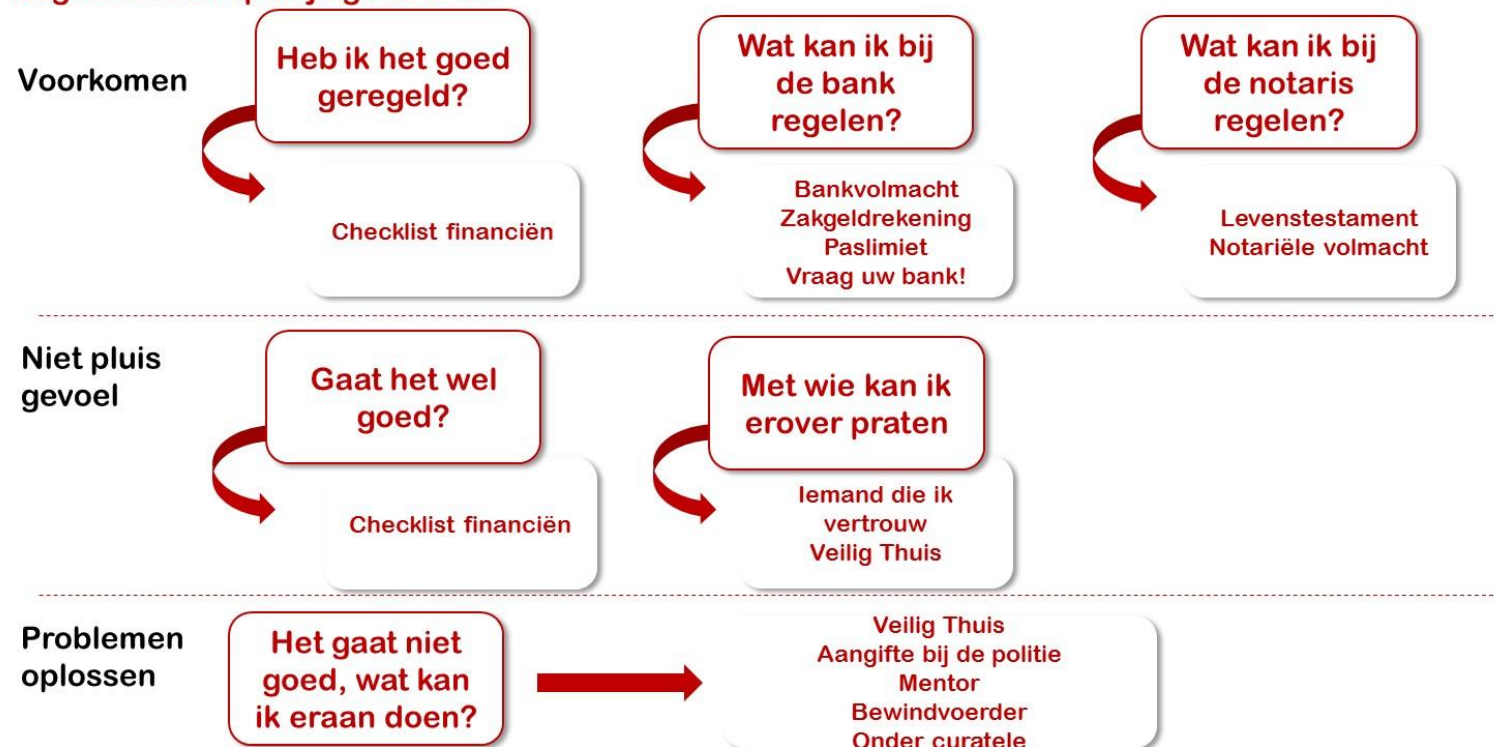 Voorkomen
Heb ik het goed
geregeld?
Checklist financiën
Wat kan ik bij
de bank
regelen?
Bankvolmacht
Zakgeldrekening
Paslimiet
Vraag uw bank!
Wat kan ik bij
de notaris
regelen?
Levenstestament
Notariële volmacht
Niet pluis
gevoel
Gaat het wel
goed?
Checklist financiën
Met wie kan ik
erover praten
Iemand die ik
vertrouw
Veilig Thuis
Problemen
oplossen
Het gaat niet
goed, wat kan
ik eraan doen?
Veilig Thuis
Aangifte bij de politie
Mentor
Bewindvoerder
Onder curatele